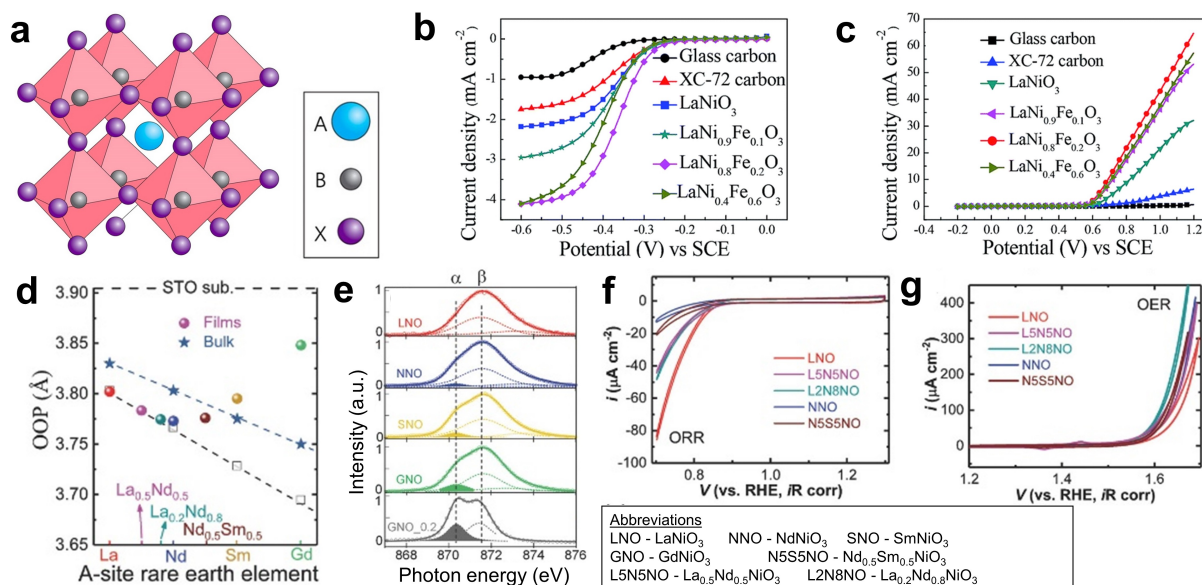 a
A
B
X
b
Current density (mA cm⁻²)
0
-1
-2
-3
-4
-0.6 -0.5 -0.4 -0.3 -0.2 -0.1 0.0
Potential (V) vs SCE
Glass carbon
XC-72 carbon
LaNiO₃
LaNi₀.₉Fe₀.₁O₃
LaNi₀.₈Fe₀.₂O₃
LaNi₀.₄Fe₀.₆O₃
c
Current density (mA cm⁻²)
70
60
50
40
30
20
10
0
-0.4 -0.2 0.0 0.2 0.4 0.6 0.8 1.0 1.2
Potential (V) vs SCE
Glass carbon
XC-72 carbon
LaNiO₃
LaNi₀.₉Fe₀.₁O₃
LaNi₀.₈Fe₀.₂O₃
LaNi₀.₄Fe₀.₆O₃
d
OOP (Å)
3.90
3.85
3.80
3.75
3.70
3.65
STO sub.
Films
Bulk
La₀.₅Nd₀.₅
La₀.₂Nd₀.₈
Nd₀.₅Sm₀.₅
La Nd Sm Gd
A-site rare earth element
e
α β
Intensity (a.u.)
1
0
LNO
1
0
NNO
1
0
SNO
1
0
GNO
1
0
GNO_0.2
868 870 872 874 876
Photon energy (eV)
f
i (µA cm⁻²)
20
0
-20
-40
-60
-80
-100
LNO
L5N5NO
L2N8NO
NNO
N5S5NO
ORR
0.8 1.0 1.2
V (vs. RHE, iR corr)
g
i (µA cm⁻²)
400
300
200
100
0
OER
LNO
L5N5NO
L2N8NO
NNO
N5S5NO
1.2 1.4 1.6
V (vs. RHE, iR corr)
Abbreviations
LNO - LaNiO₃ NNO - NdNiO₃ SNO - SmNiO₃
GNO - GdNiO₃ N5S5NO - Nd₀.₅Sm₀.₅NiO₃
L5N5NO - La₀.₅Nd₀.₅NiO₃ L2N8NO - La₀.₂Nd₀.₈NiO₃